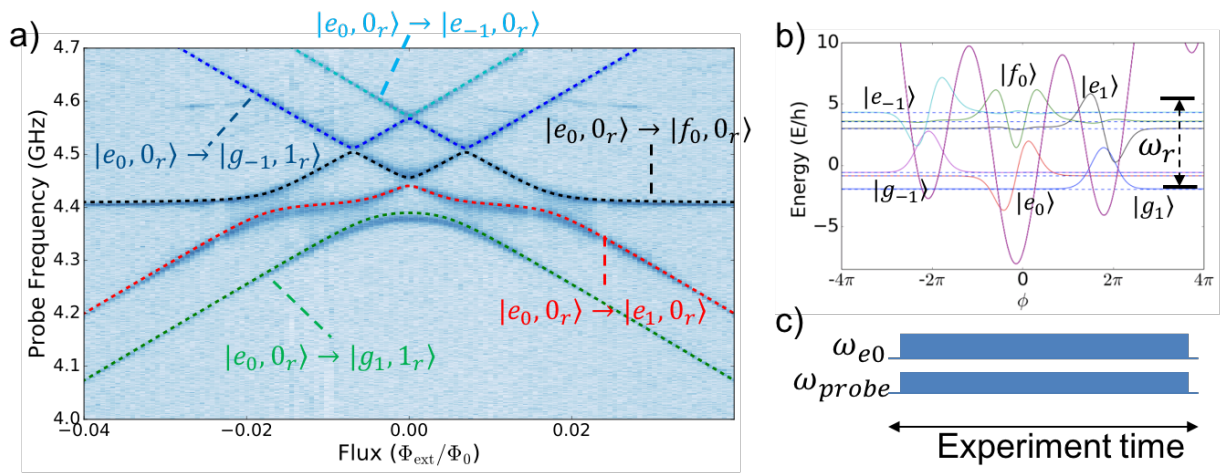 a)
|e₀, 0ᵣ⟩ → |e₋₁, 0ᵣ⟩
4.7
4.6
4.5
4.4
4.3
4.2
4.1
4.0
Probe Frequency (GHz)
|e₀, 0ᵣ⟩ → |g₋₁, 1ᵣ⟩
|e₀, 0ᵣ⟩ → |f₀, 0ᵣ⟩
|e₀, 0ᵣ⟩ → |e₁, 0ᵣ⟩
|e₀, 0ᵣ⟩ → |g₁, 1ᵣ⟩
−0.04
−0.02
0.00
0.02
Flux (Φext/Φ₀)
b)
10
5
0
−5
Energy (E/h)
|e₋₁⟩
|f₀⟩
|e₁⟩
ωᵣ
|g₋₁⟩
|e₀⟩
|g₁⟩
-4π
-2π
0
2π
4π
ϕ
c)
ωe0
ωprobe
Experiment time